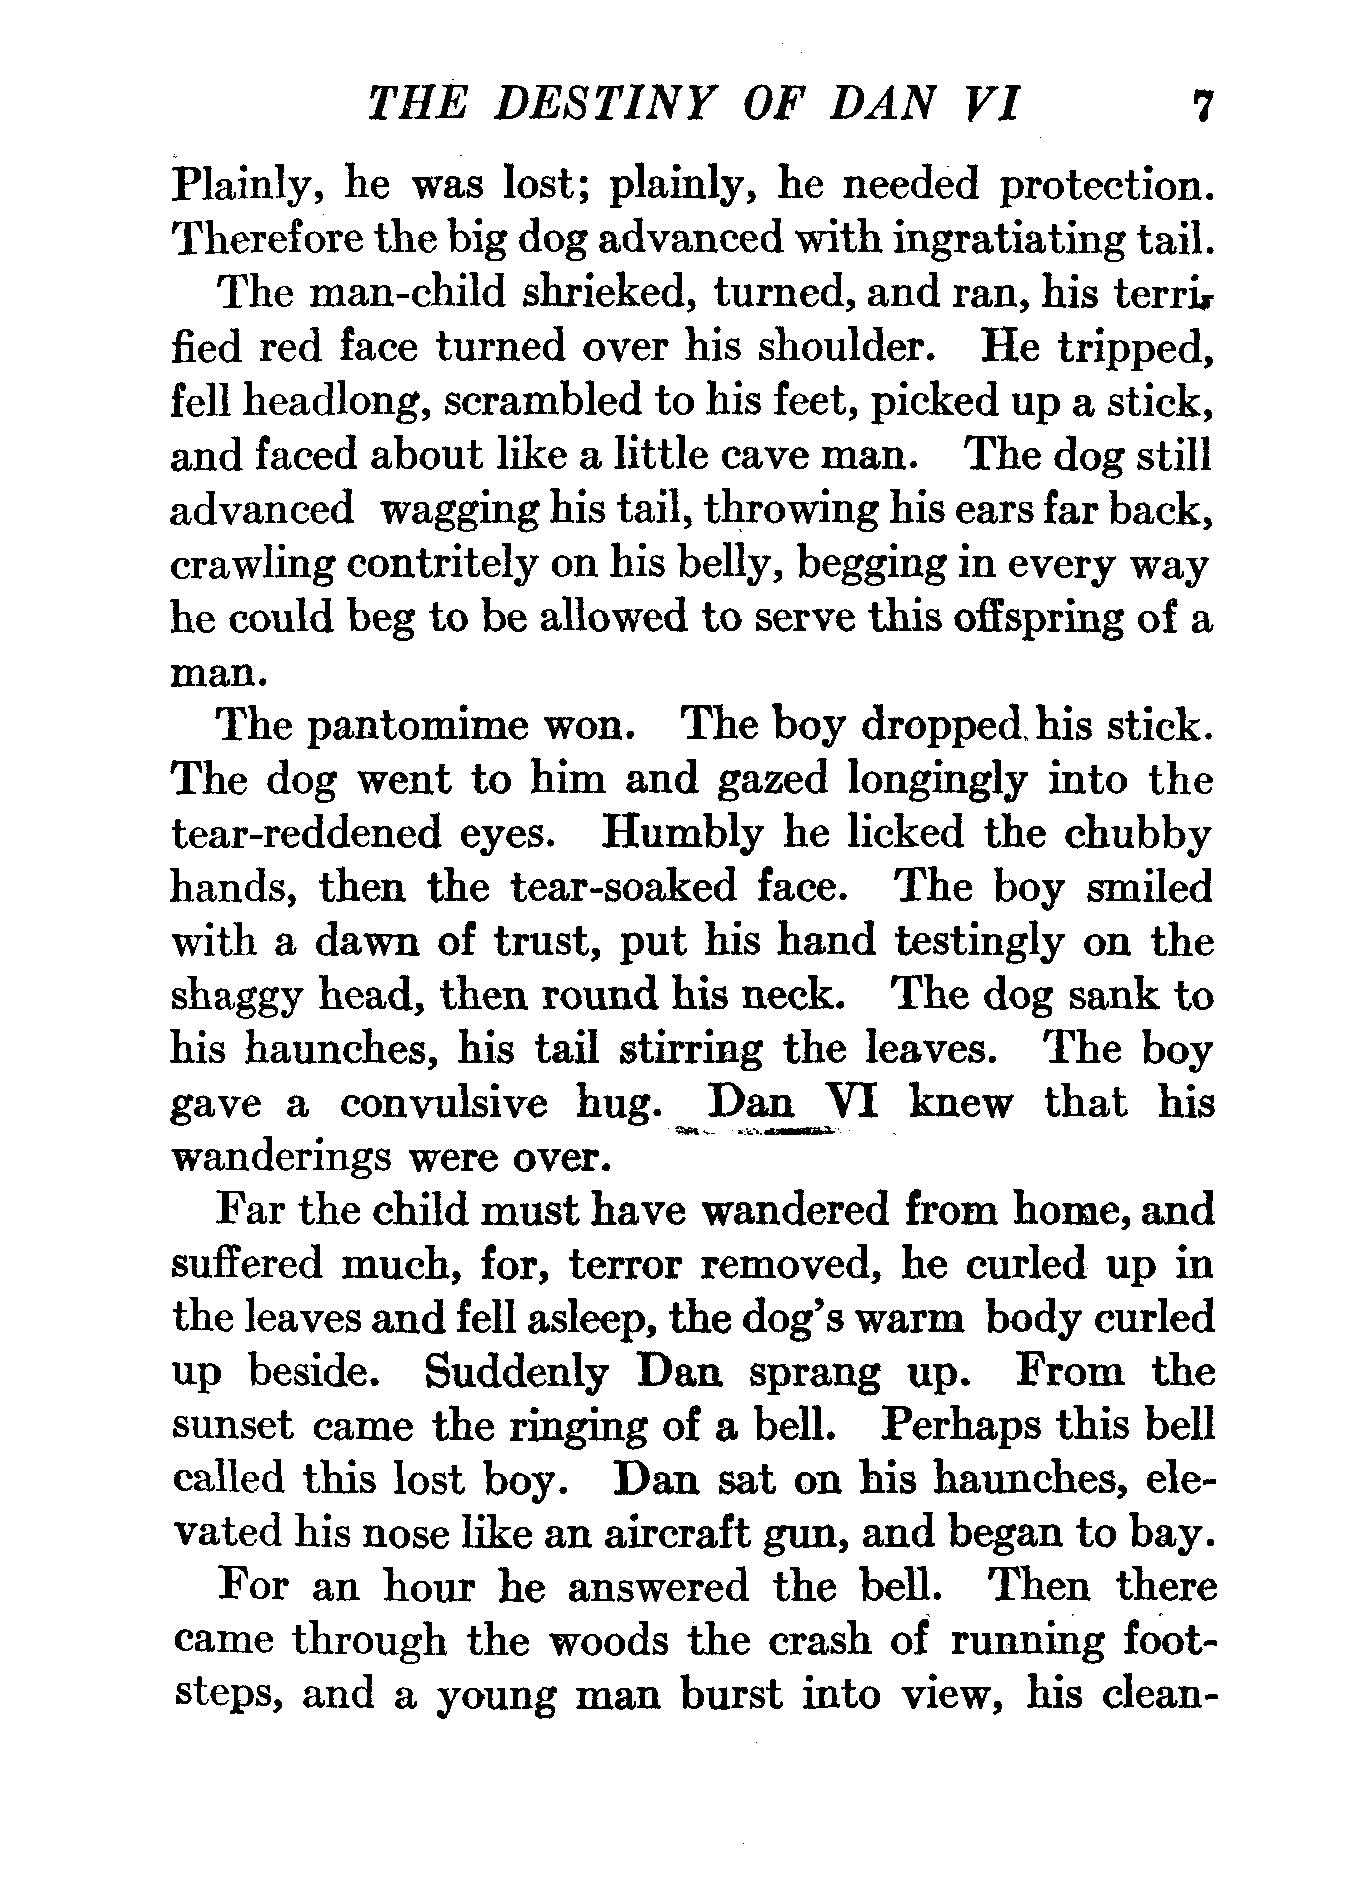 THE DESTINY OF DAN VI 7
Plainly, he was lost; plainly, he needed protection.
Therefore the big dog advanced with ingratiating tail.
The man-child shrieked, turned, and ran, his terri-
fied red face turned over his shoulder. He tripped,
fell headlong, scrambled to his feet, picked up a stick,
and faced about like a little cave man. The dog still
advanced wagging his tail, throwing his ears far back,
crawling contritely on his belly, begging in every way
he could beg to be allowed to serve this offspring of a
man.
The pantomime won. The boy dropped his stick.
The dog went to him and gazed longingly into the
tear-reddened eyes. Humbly he licked the chubby
hands, then the tear-soaked face. The boy smiled
with a dawn of trust, put his hand testingly on the
shaggy head, then round his neck. The dog sank to
his haunches, his tail stirring the leaves. The boy
gave a convulsive hug. Dan VI knew that his
wanderings were over.
Far the child must have wandered from home, and
suffered much, for, terror removed, he curled up in
the leaves and fell asleep, the dog's warm body curled
up beside. Suddenly Dan sprang up. From the
sunset came the ringing of a bell. Perhaps this bell
called this lost boy. Dan sat on his haunches, ele-
vated his nose like an aircraft gun, and began to bay.
For an hour he answered the bell. Then there
came through the woods the crash of running foot-
steps, and a young man burst into view, his clean-